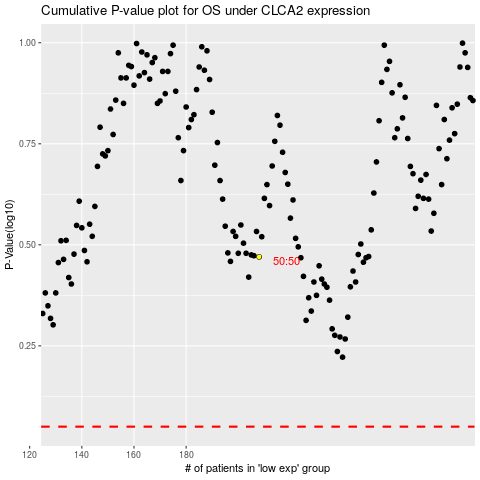 Cumulative P-value plot for OS under CLCA2 expression
P-Value(log10)
1.00
0.75
0.50
0.25
50:50
120 140 160 180
# of patients in 'low exp' group